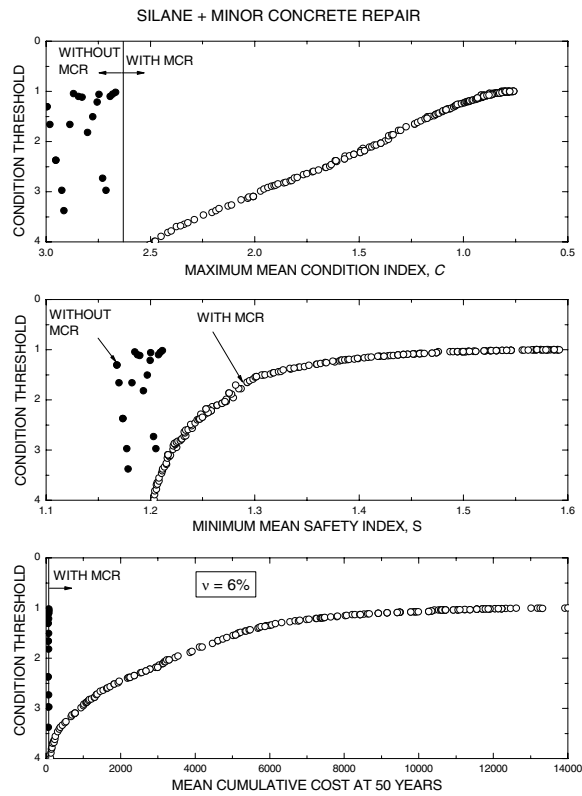 SILANE + MINOR CONCRETE REPAIR
0
1
2
3
4
CONDITION THRESHOLD
WITHOUT
MCR
WITH MCR
3.0
2.5
2.0
1.5
1.0
0.5
MAXIMUM MEAN CONDITION INDEX, C
0
1
2
3
4
CONDITION THRESHOLD
WITHOUT
MCR
WITH MCR
1.1
1.2
1.3
1.4
1.5
1.6
MINIMUM MEAN SAFETY INDEX, S
0
1
2
3
4
CONDITION THRESHOLD
WITH MCR
ν = 6%
0
2000
4000
6000
8000
10000
12000
14000
MEAN CUMULATIVE COST AT 50 YEARS